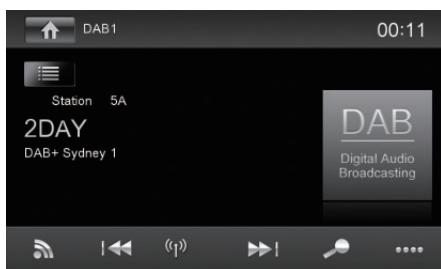 DAB1
00:11
Station 5A
2DAY
DAB+ Sydney 1
DAB
Digital Audio
Broadcasting